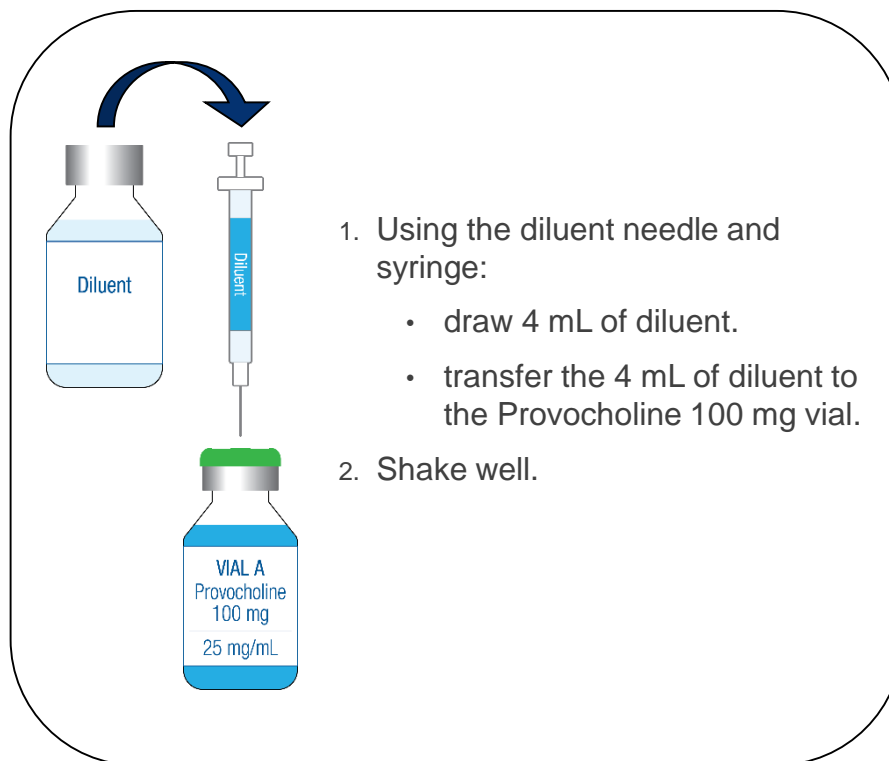 Diluent
Diluent
1. Using the diluent needle and
syringe:
• draw 4 mL of diluent.
• transfer the 4 mL of diluent to
the Provocholine 100 mg vial.
2. Shake well.
VIAL A
Provocholine
100 mg
25 mg/mL